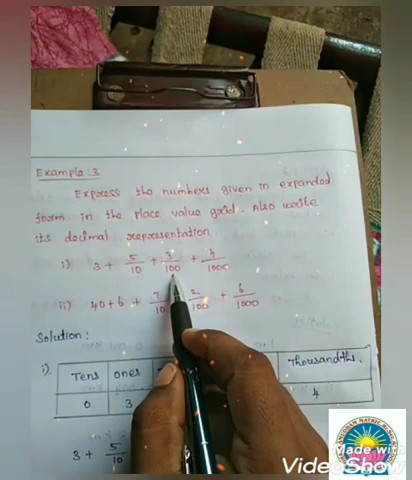 Example: 3
Express the numbers given in expanded
form in the place value grid. Also write
its decimal representation
i) 3 + 5/10 + 3/100 + 4/1000
ii) 40 + 6 + 7/10 2/100 + 6/1000
Solution:
i).
Tens ones Thousandths.
0 3 4
3 + 5/10
Made with
VideoShow